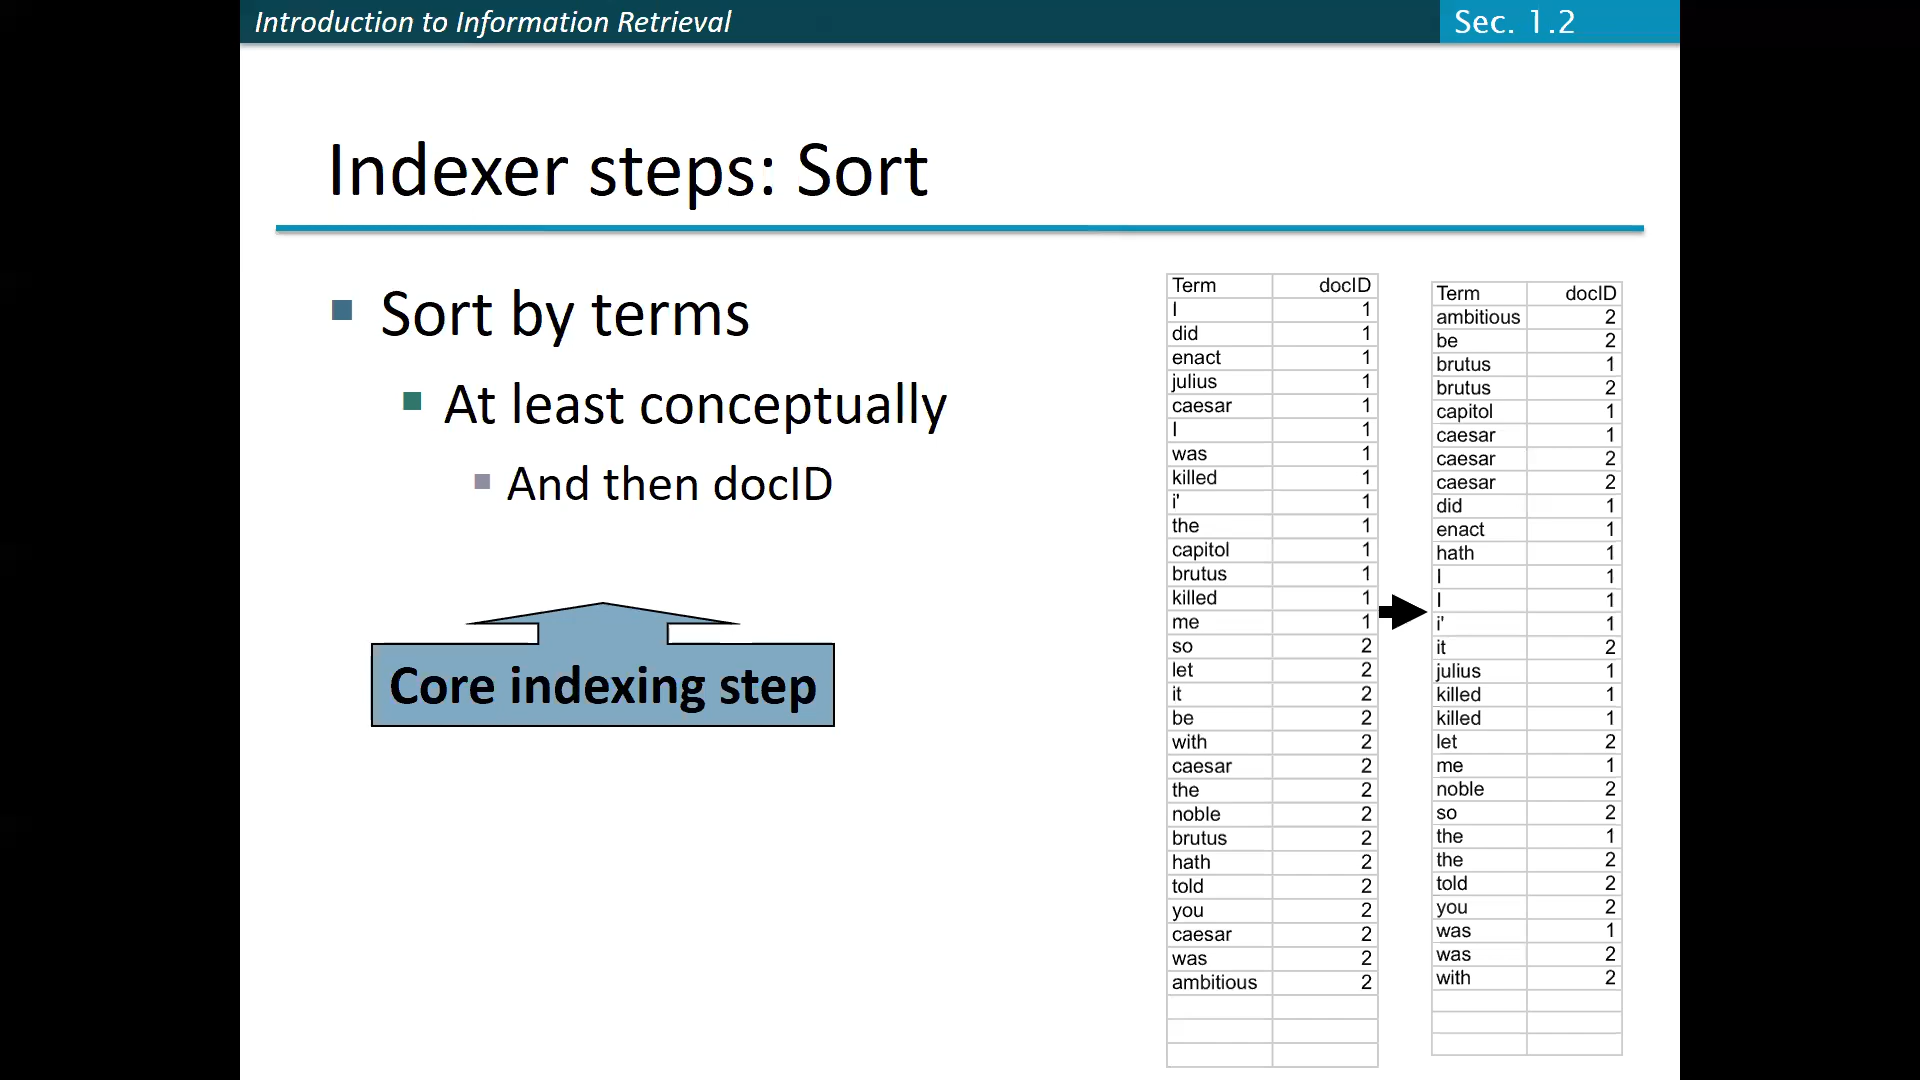 Introduction to Information Retrieval
Sec. 1.2
Indexer steps: Sort
Sort by terms
At least conceptually
And then docID
Core indexing step
Term docID
I 1
did 1
enact 1
julius 1
caesar 1
I 1
was 1
killed 1
i' 1
the 1
capitol 1
brutus 1
killed 1
me 1
so 2
let 2
it 2
be 2
with 2
caesar 2
the 2
noble 2
brutus 2
hath 2
told 2
you 2
caesar 2
was 2
ambitious 2
Term docID
ambitious 2
be 2
brutus 1
brutus 2
capitol 1
caesar 1
caesar 2
caesar 2
did 1
enact 1
hath 1
I 1
I 1
i' 1
it 2
julius 1
killed 1
killed 1
let 2
me 1
noble 2
so 2
the 1
the 2
told 2
you 2
was 1
was 2
with 2